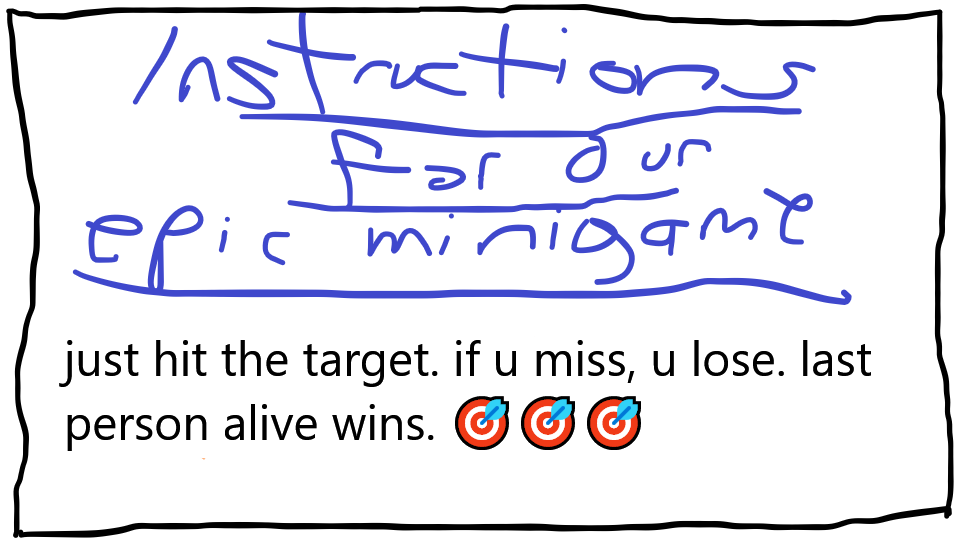 Instructions
for our
epic minigame
just hit the target. if u miss, u lose. last
person alive wins. 🎯🎯🎯